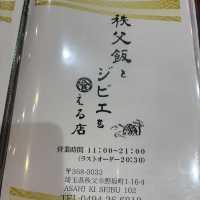 秩父飯と
ジビエを
食える店
営業時間 11:00~21:00
(ラストオーダー20:30)
〒368-0033
埼玉県秩父市野坂町1-16-4
ASAHI KI SEIBU 102